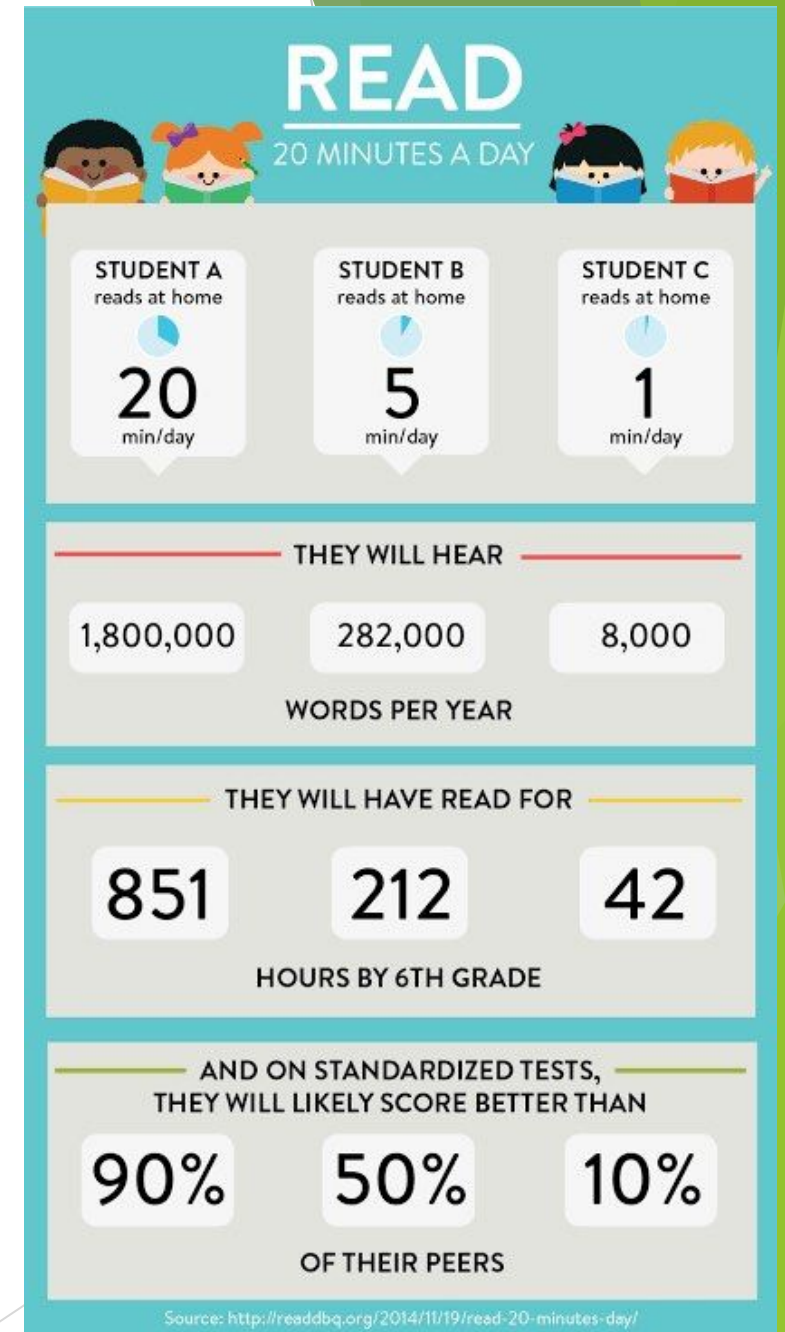 READ
20 MINUTES A DAY
STUDENT A
reads at home
20
min/day
STUDENT B
reads at home
5
min/day
STUDENT C
reads at home
1
min/day
THEY WILL HEAR
1,800,000 282,000 8,000
WORDS PER YEAR
THEY WILL HAVE READ FOR
851 212 42
HOURS BY 6TH GRADE
AND ON STANDARDIZED TESTS,
THEY WILL LIKELY SCORE BETTER THAN
90% 50% 10%
OF THEIR PEERS
Source: http://readdbq.org/2014/11/19/read-20-minutes-day/